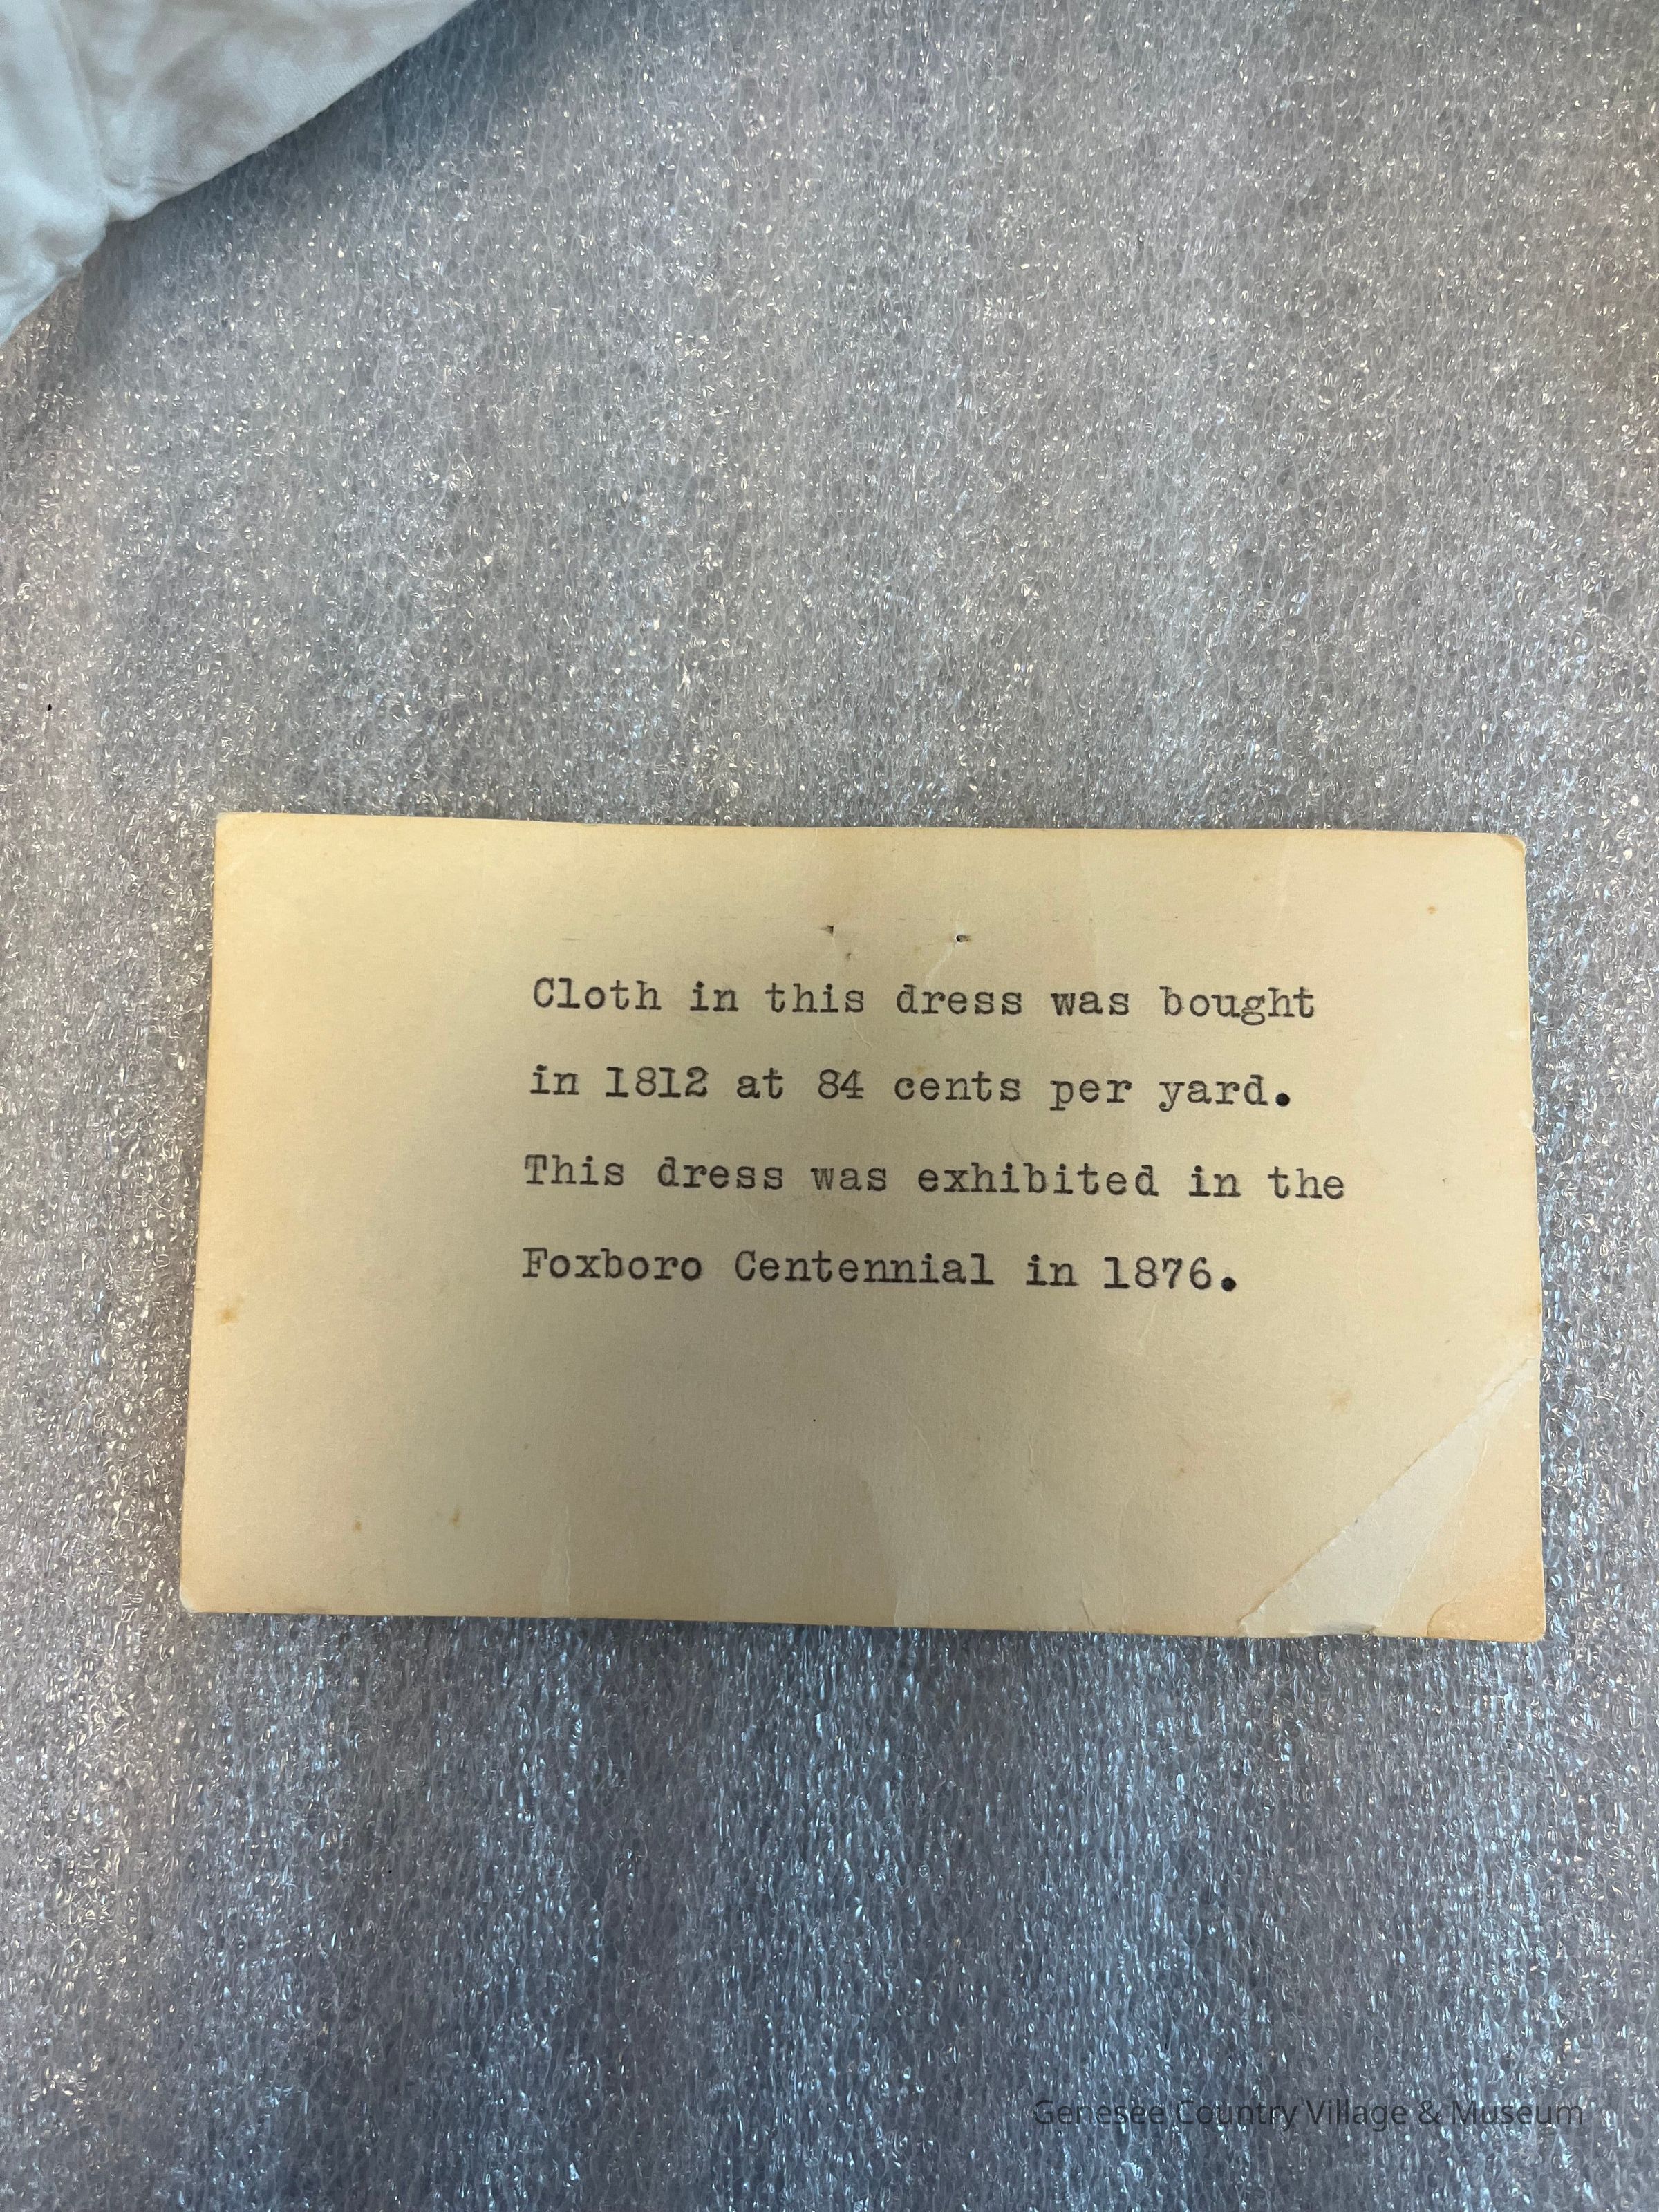 Cloth in this dress was bought
in 1812 at 84 cents per yard.
This dress was exhibited in the
Foxboro Centennial in 1876.
Genesee Country Village & Museum